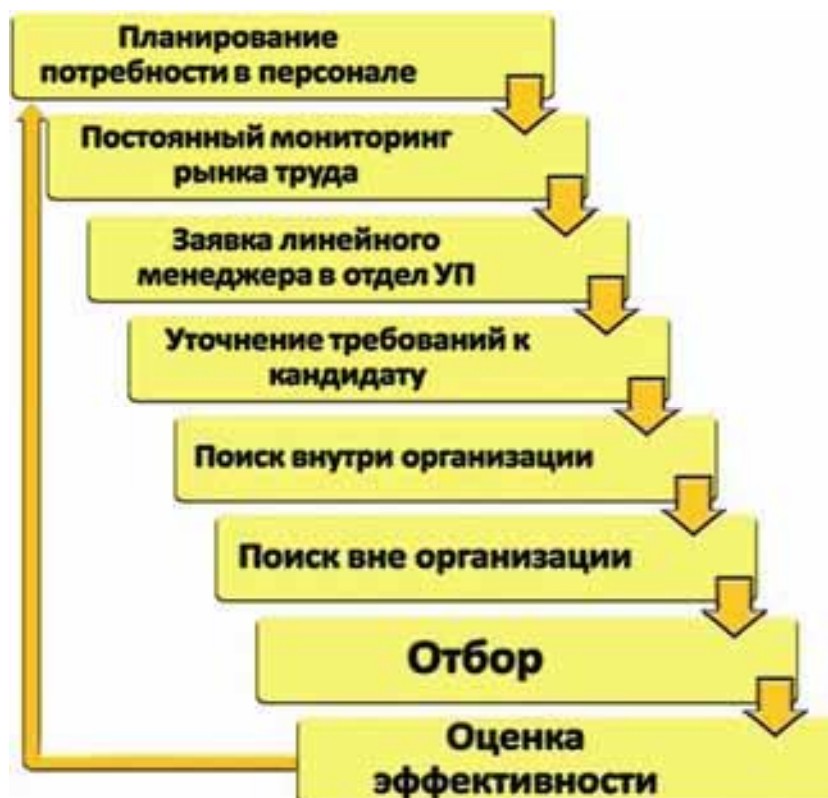 Планирование
потребности в персонале
Постоянный мониторинг
рынка труда
Заявка линейного
менеджера в отдел УП
Уточнение требований к
кандидату
Поиск внутри организации
Поиск вне организации
Отбор
Оценка
эффективности